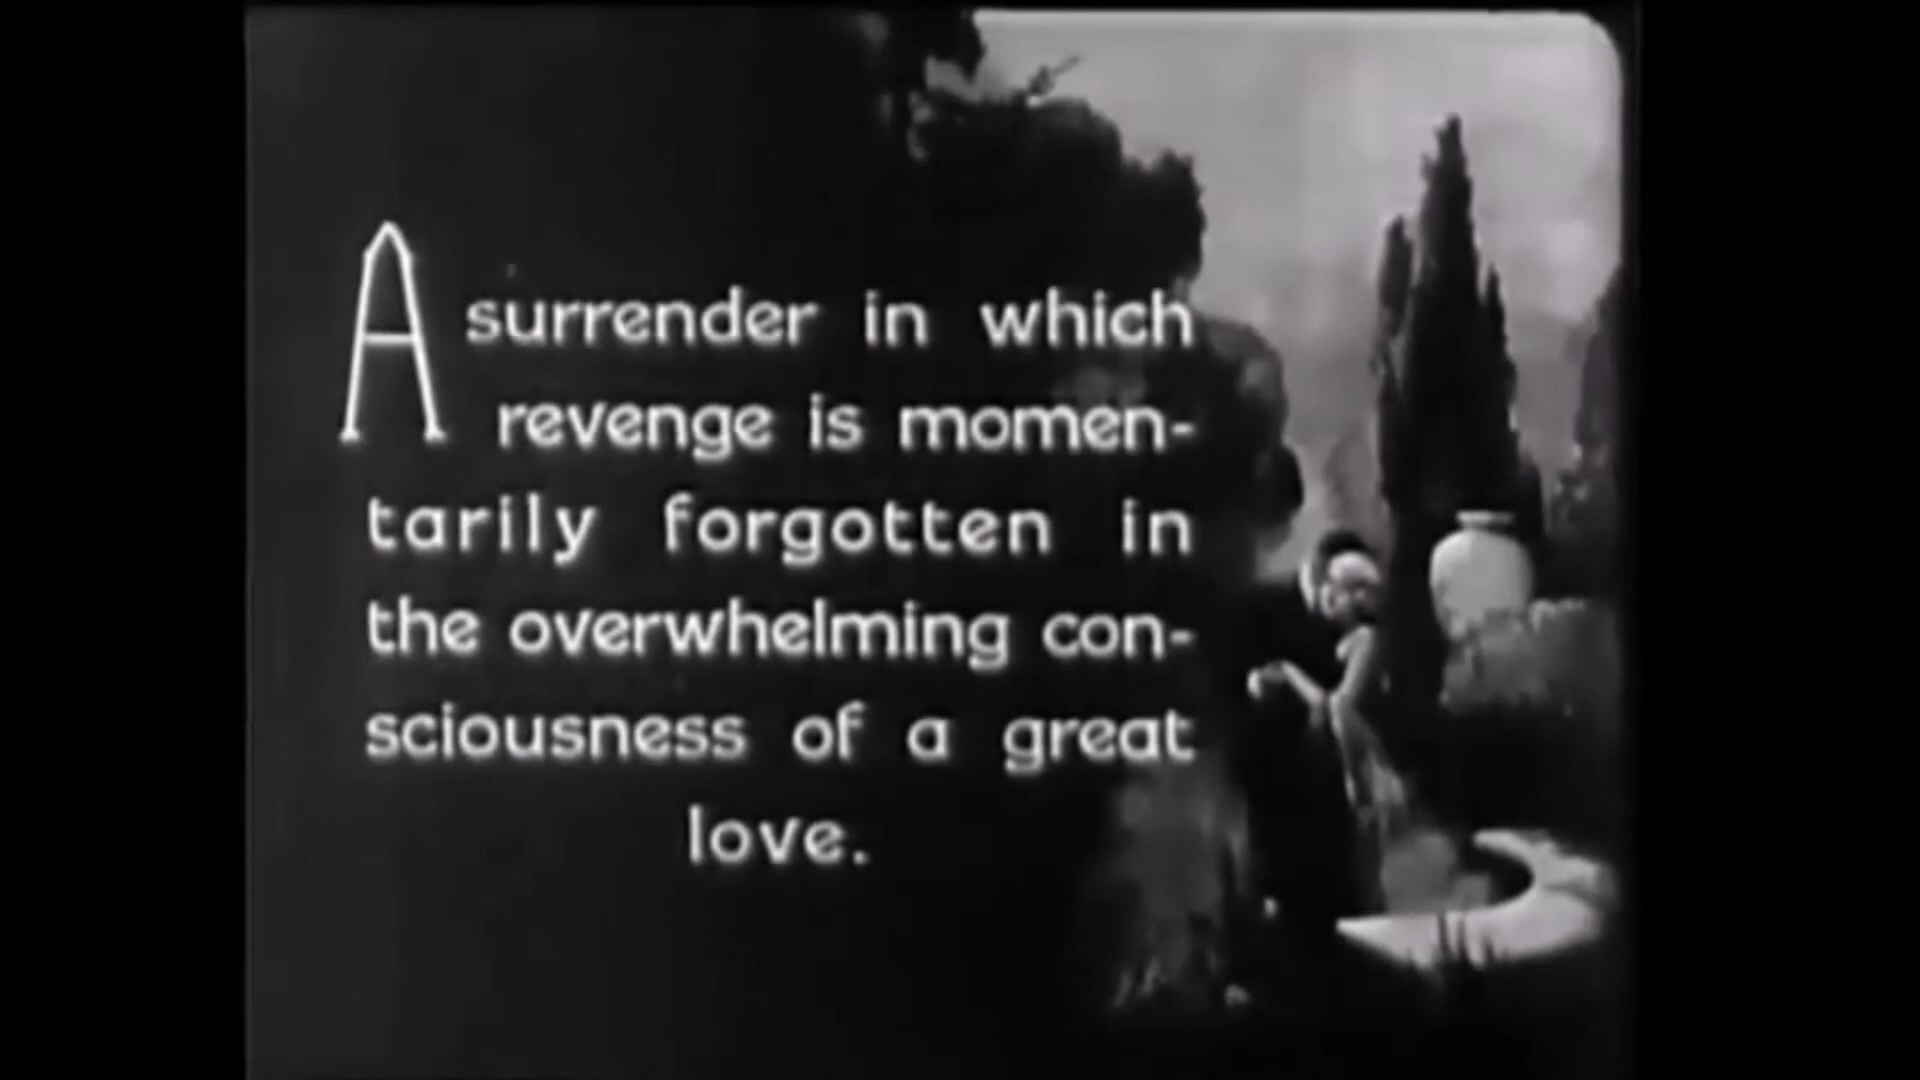 A surrender in which
revenge is momen-
tarily forgotten in
the overwhelming con-
sciousness of a great
love.